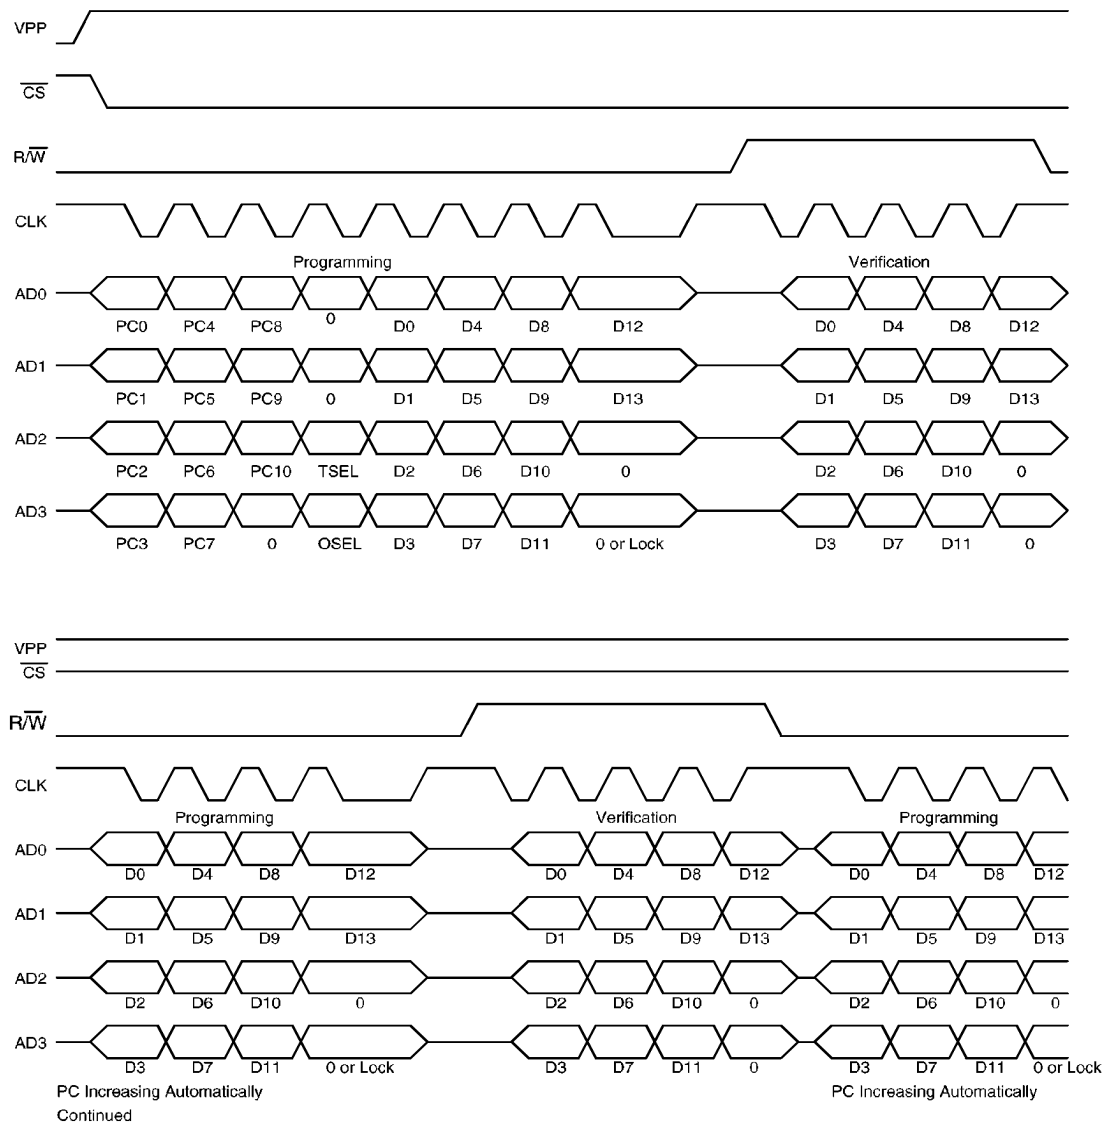 VPP
CS
R/W
CLK
Programming Verification
AD0
PC0 PC4 PC8 0 D0 D4 D8 D12 D0 D4 D8 D12
AD1
PC1 PC5 PC9 0 D1 D5 D9 D13 D1 D5 D9 D13
AD2
PC2 PC6 PC10 TSEL D2 D6 D10 0 D2 D6 D10 0
AD3
PC3 PC7 0 OSEL D3 D7 D11 0 or Lock D3 D7 D11 0
VPP
CS
R/W
CLK
Programming Verification Programming
AD0
D0 D4 D8 D12 D0 D4 D8 D12 D0 D4 D8 D12
AD1
D1 D5 D9 D13 D1 D5 D9 D13 D1 D5 D9 D13
AD2
D2 D6 D10 0 D2 D6 D10 0 D2 D6 D10 0
AD3
D3 D7 D11 0 or Lock D3 D7 D11 0 D3 D7 D11 0 or Lock
PC Increasing Automatically PC Increasing Automatically
Continued